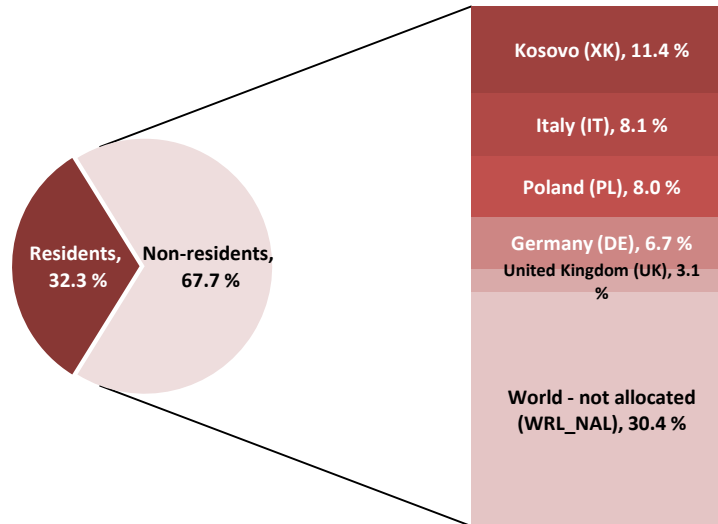 Kosovo (XK), 11.4 %
Italy (IT), 8.1 %
Poland (PL), 8.0 %
Residents,
32.3 %
Non-residents,
67.7 %
Germany (DE), 6.7 %
United Kingdom (UK), 3.1
%
World - not allocated
(WRL_NAL), 30.4 %